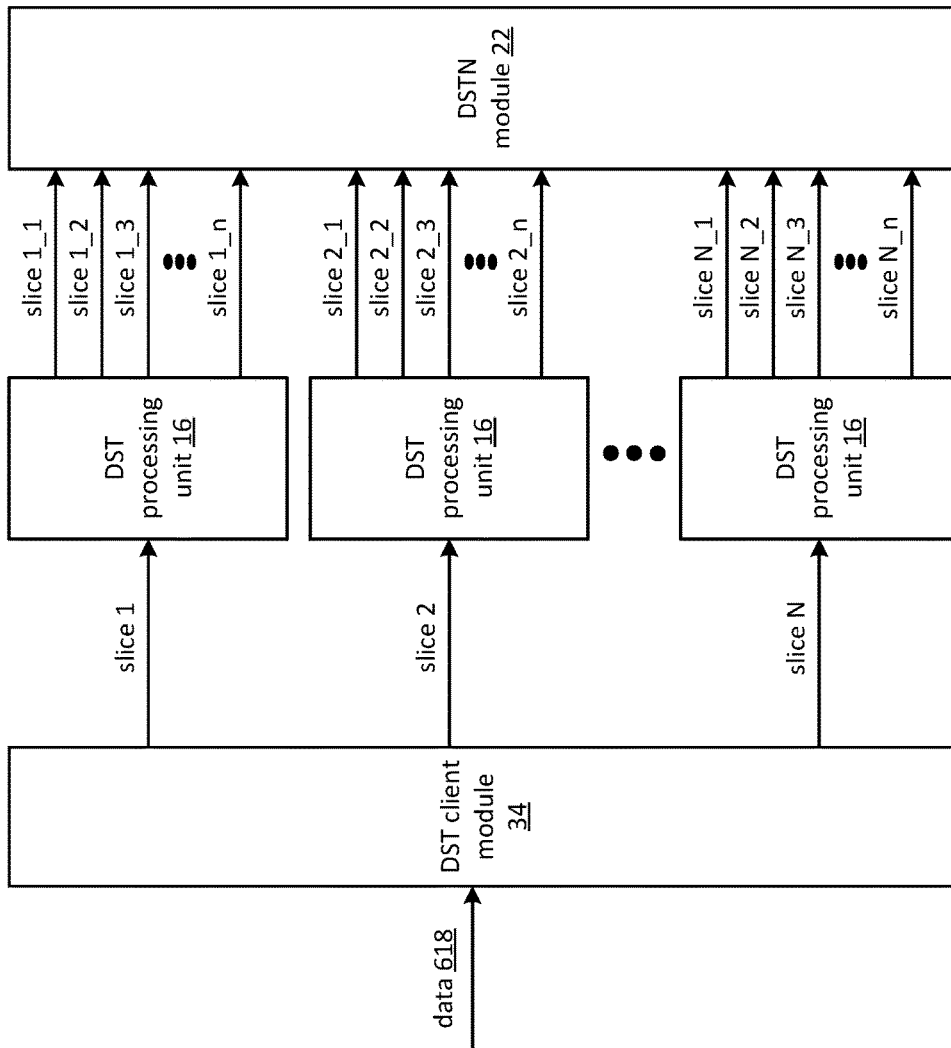 data 618
DST client
module
34
slice 1
slice 2
slice N
DST
processing
unit 16
DST
processing
unit 16
DST
processing
unit 16
slice 1_1
slice 1_2
slice 1_3
slice 1_n
slice 2_1
slice 2_2
slice 2_3
slice 2_n
slice N_1
slice N_2
slice N_3
slice N_n
DSTN
module 22